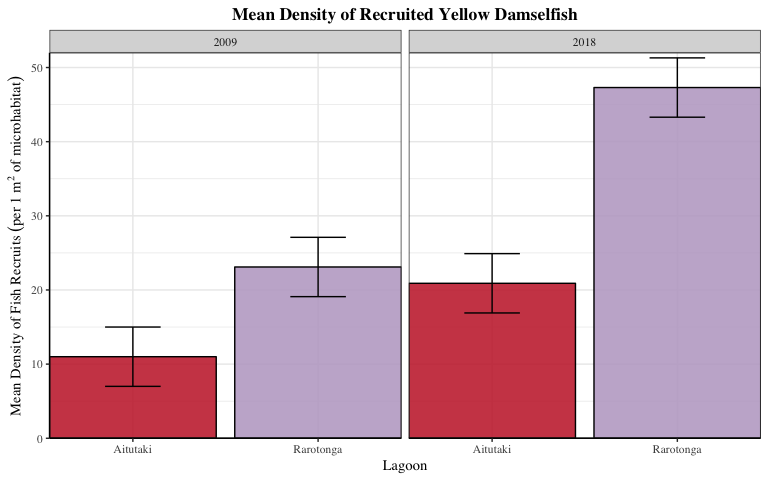 Mean Density of Recruited Yellow Damselfish
2009
2018
Mean Density of Fish Recruits (per 1 m² of microhabitat)
50
40
30
20
10
0
Aitutaki
Rarotonga
Aitutaki
Rarotonga
Lagoon